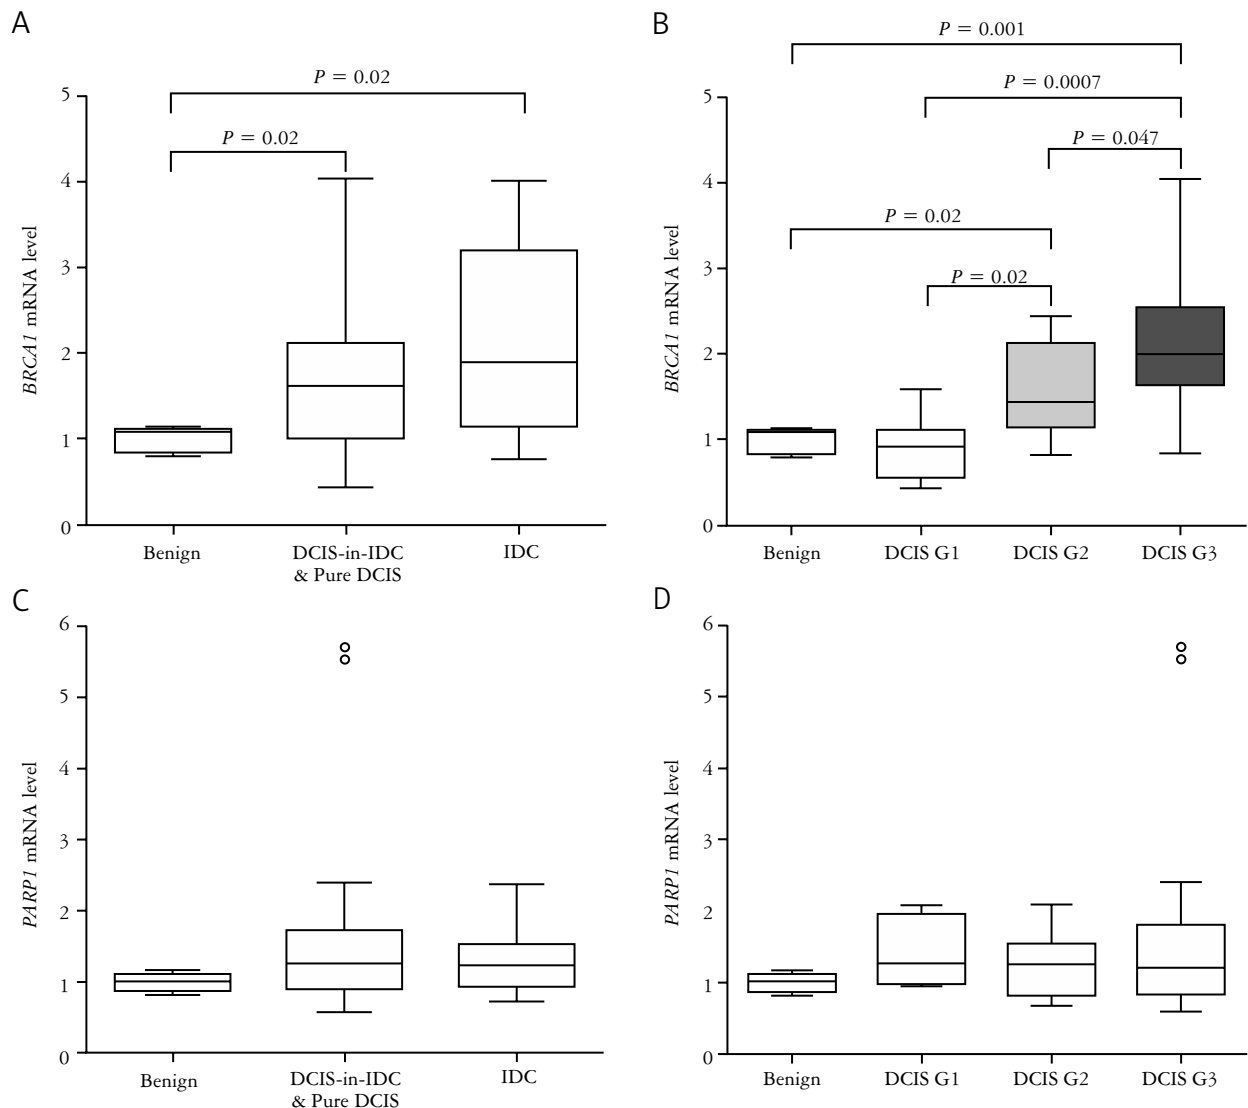 A
P = 0.02
P = 0.02
5
4
3
2
1
0
BRCA1 mRNA level
Benign
DCIS-in-IDC
& Pure DCIS
IDC
B
P = 0.001
P = 0.0007
P = 0.047
P = 0.02
P = 0.02
5
4
3
2
1
0
BRCA1 mRNA level
Benign
DCIS G1
DCIS G2
DCIS G3
C
6
5
4
3
2
1
0
PARP1 mRNA level
Benign
DCIS-in-IDC
& Pure DCIS
IDC
D
6
5
4
3
2
1
0
PARP1 mRNA level
Benign
DCIS G1
DCIS G2
DCIS G3